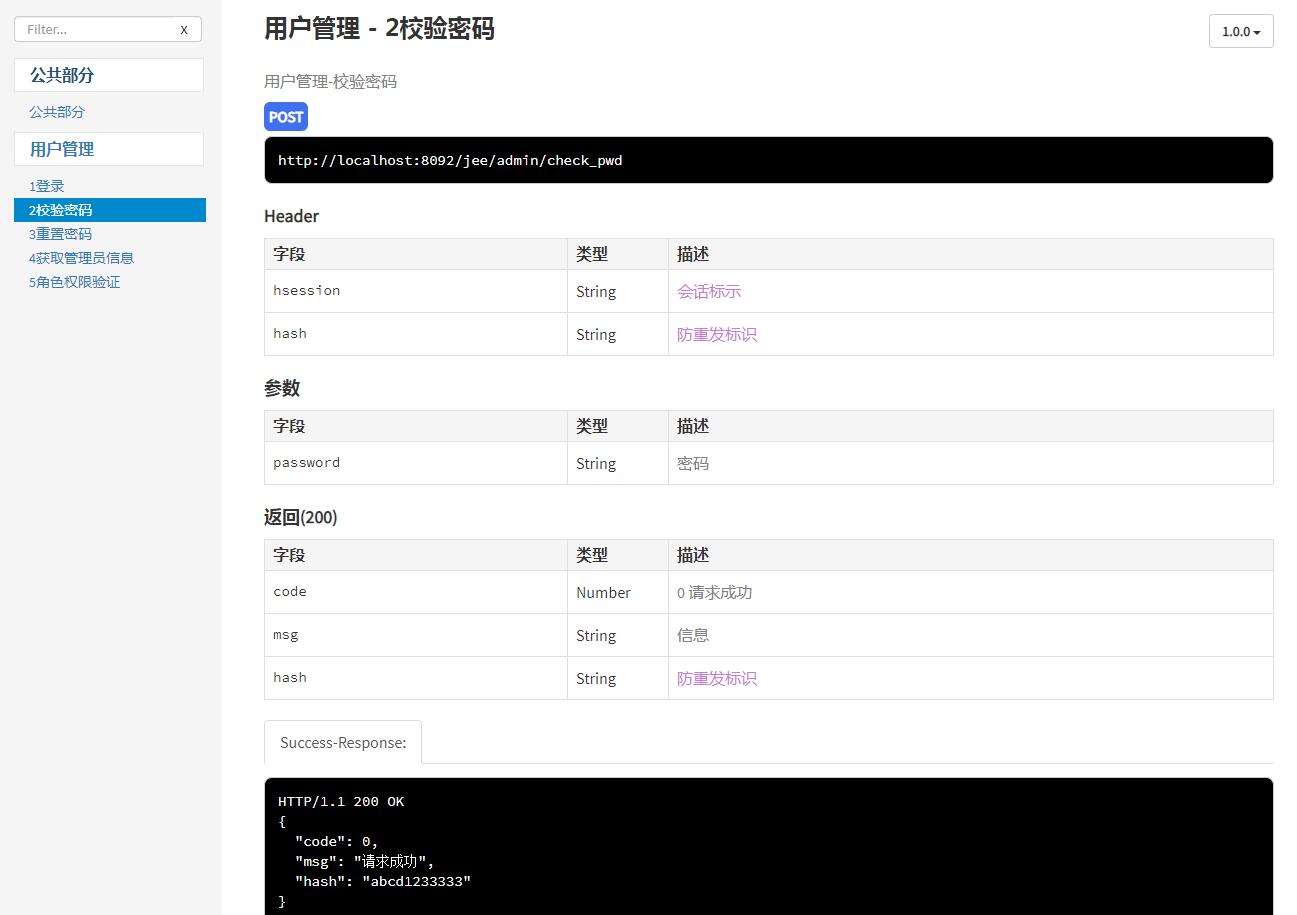 Filter...
X
公共部分
公共部分
用户管理
1登录
2校验密码
3重置密码
4获取管理员信息
5角色权限验证
用户管理 - 2校验密码
1.0.0
用户管理-校验密码
POST
http://localhost:8092/jee/admin/check_pwd
Header
字段 类型 描述
hsession String 会话标示
hash String 防重发标识
参数
字段 类型 描述
password String 密码
返回(200)
字段 类型 描述
code Number 0 请求成功
msg String 信息
hash String 防重发标识
Success-Response:
HTTP/1.1 200 OK
{
"code": 0,
"msg": "请求成功",
"hash": "abcd1233333"
}